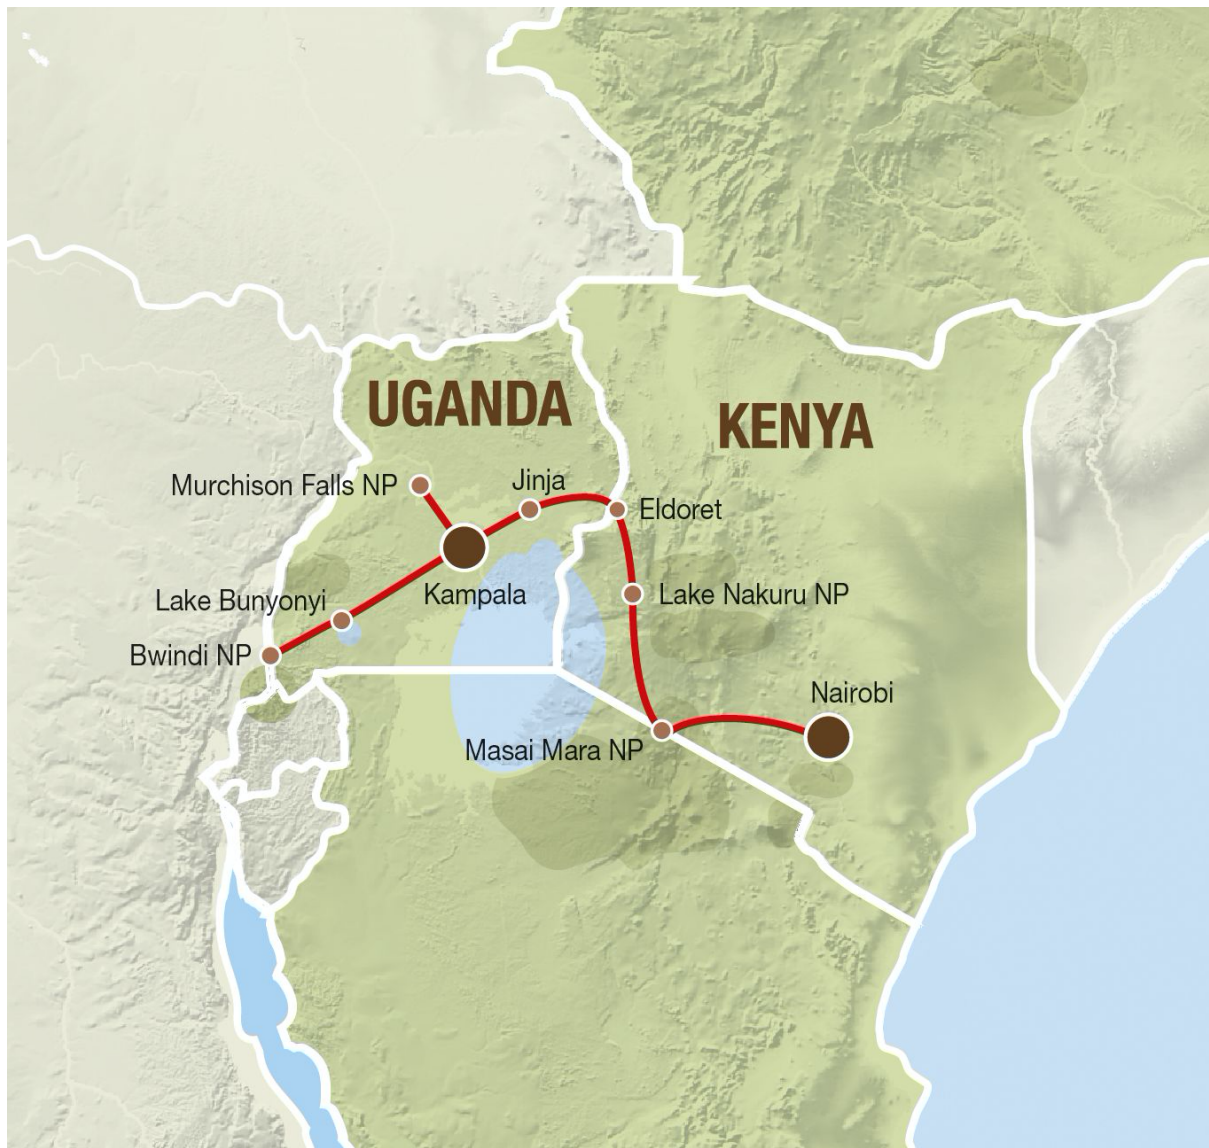 UGANDA
KENYA
Murchison Falls NP
Jinja
Eldoret
Kampala
Lake Nakuru NP
Lake Bunyonyi
Bwindi NP
Nairobi
Masai Mara NP